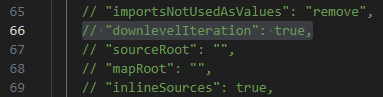 65 // "importsNotUsedAsValues": "remove",
66 // "downlevelIteration": true,
67 // "sourceRoot": "",
68 // "mapRoot": "",
69 // "inlineSources": true,